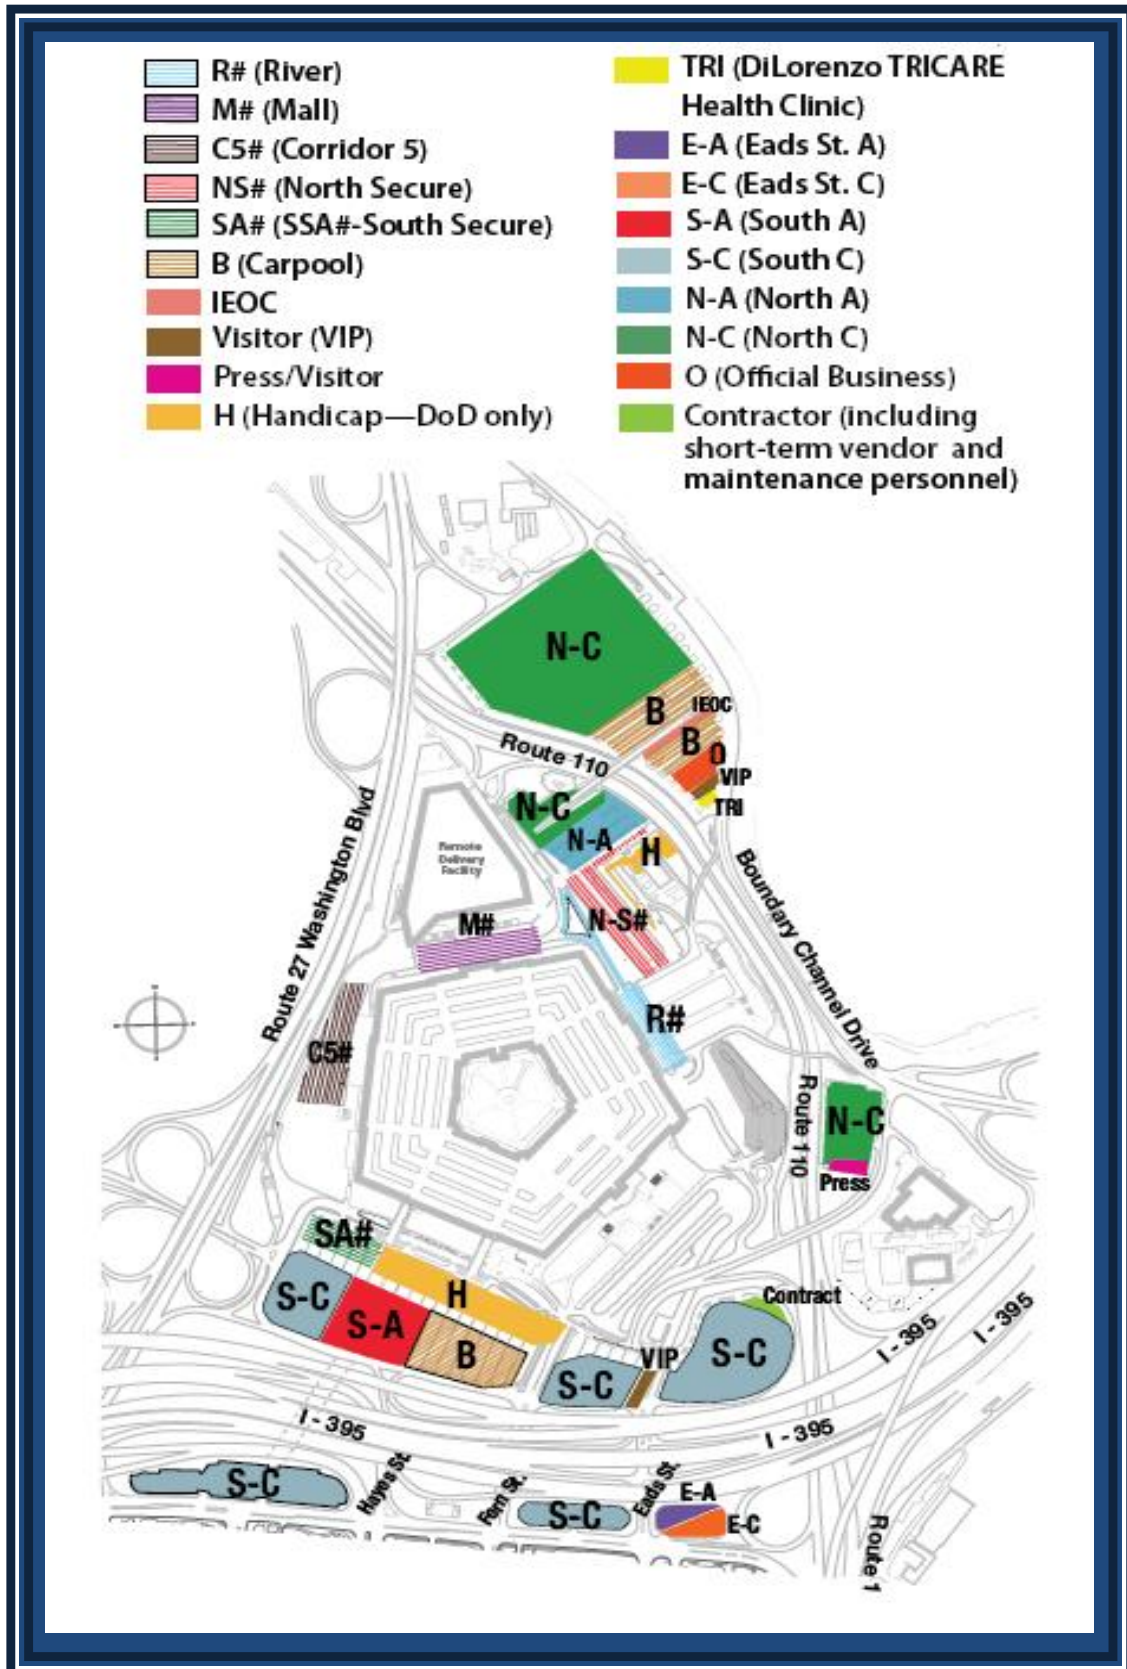 R# (River)
M# (Mall)
C5# (Corridor 5)
NS# (North Secure)
SA# (SSA#-South Secure)
B (Carpool)
IEOC
Visitor (VIP)
Press/Visitor
H (Handicap—DoD only)
TRI (DiLorenzo TRICARE
Health Clinic)
E-A (Eads St. A)
E-C (Eads St. C)
S-A (South A)
S-C (South C)
N-A (North A)
N-C (North C)
O (Official Business)
Contractor (including
short-term vendor and
maintenance personnel)
N-C
B
IEOC
B
O
VIP
TRI
Route 110
N-C
N-A
H
Remote
Delivery
Facility
M#
N-S#
Route 27 Washington Blvd
Boundary Channel Drive
R#
C5#
Route 110
N-C
Press
SA#
S-C
S-A
H
B
S-C
VIP
S-C
Contract
I - 395
I - 395
I - 395
I - 395
S-C
Hayes St.
Fern St.
S-C
Eads St.
E-A
E-C
Route 1